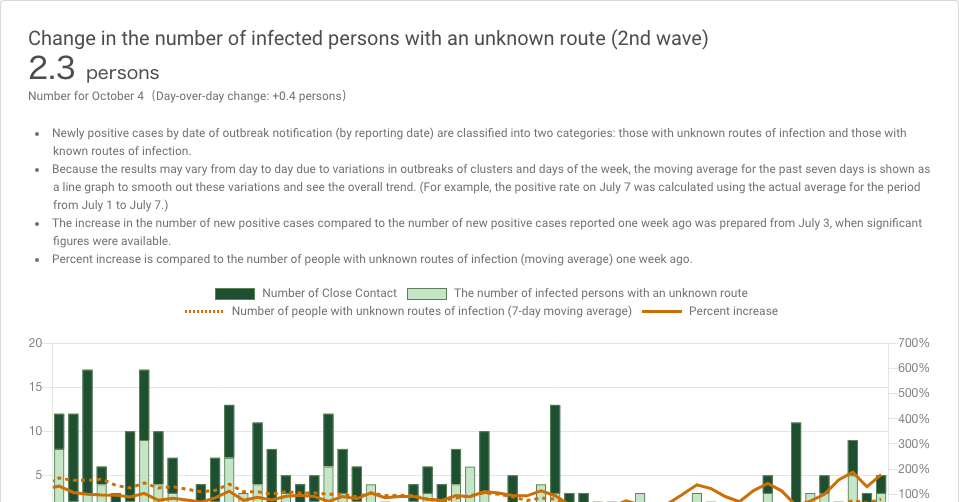 Change in the number of infected persons with an unknown route (2nd wave)
2.3 persons
Number for October 4（Day-over-day change: +0.4 persons）
• Newly positive cases by date of outbreak notification (by reporting date) are classified into two categories: those with unknown routes of infection and those with
known routes of infection.
• Because the results may vary from day to day due to variations in outbreaks of clusters and days of the week, the moving average for the past seven days is shown as
a line graph to smooth out these variations and see the overall trend. (For example, the positive rate on July 7 was calculated using the actual average for the period
from July 1 to July 7.)
• The increase in the number of new positive cases compared to the number of new positive cases reported one week ago was prepared from July 3, when significant
figures were available.
• Percent increase is compared to the number of people with unknown routes of infection (moving average) one week ago.
Number of Close Contact The number of infected persons with an unknown route
Number of people with unknown routes of infection (7-day moving average) Percent increase
20 700%
600%
15 500%
400%
10 300%
200%
5 100%